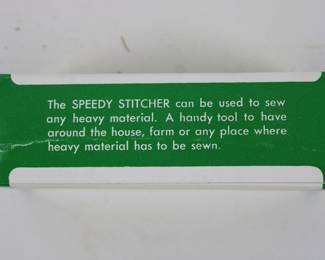 The SPEEDY STITCHER can be used to sew
any heavy material. A handy tool to have
around the house, farm or any place where
heavy material has to be sewn.